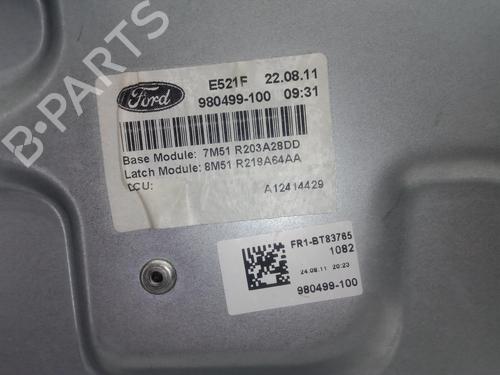 Ford
E521F 22.08.11
980499-100 09:31
Base Module: 7M51 R203A28DD
Latch Module: 8M51 R219A64AA
DCU: A12414429
FR1-BT83765
1082
24.08.11 20:23
980499-100
B-PARTS